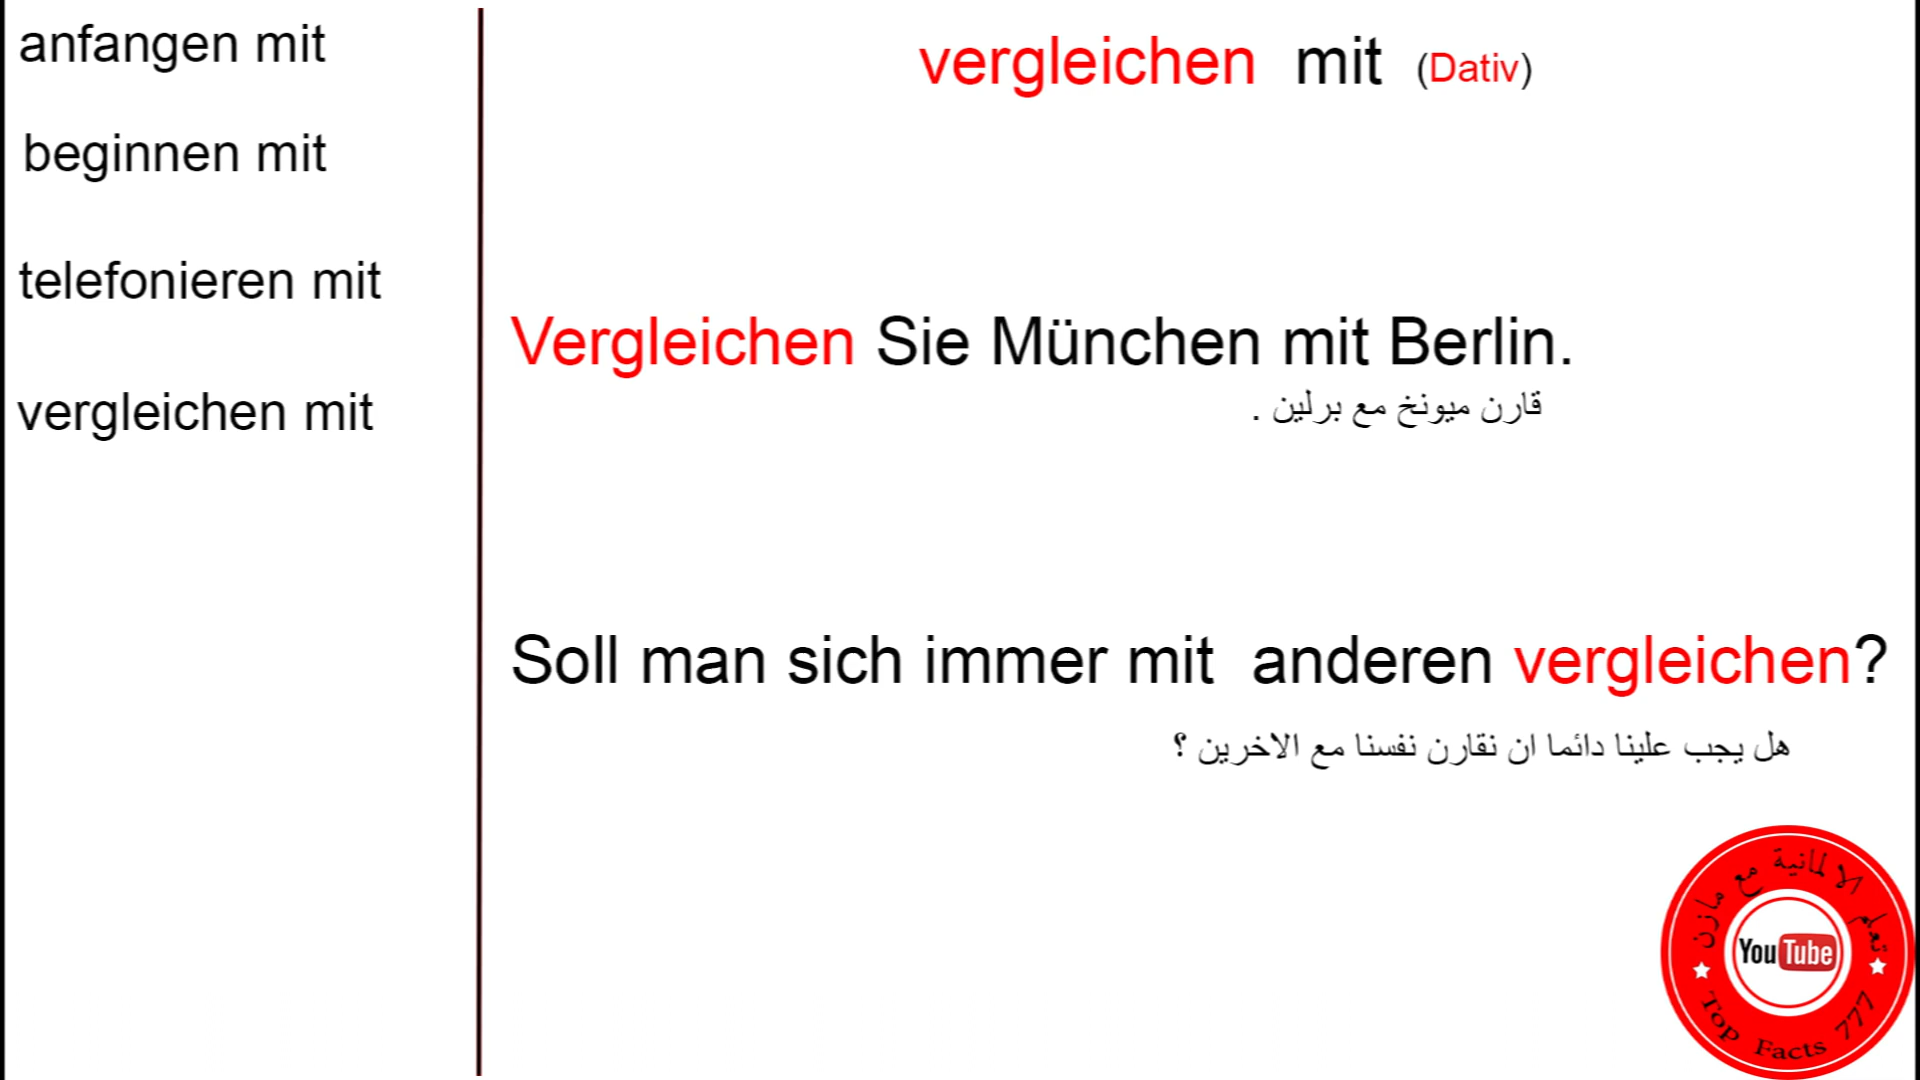 anfangen mit
beginnen mit
telefonieren mit
vergleichen mit
vergleichen mit (Dativ)
Vergleichen Sie München mit Berlin.
قارن ميونخ مع برلين .
Soll man sich immer mit anderen vergleichen?
هل يجب علينا دائما ان نقارن نفسنا مع الاخرين ؟
تعلم الالمانية مع مازن
YouTube
Top Facts 777